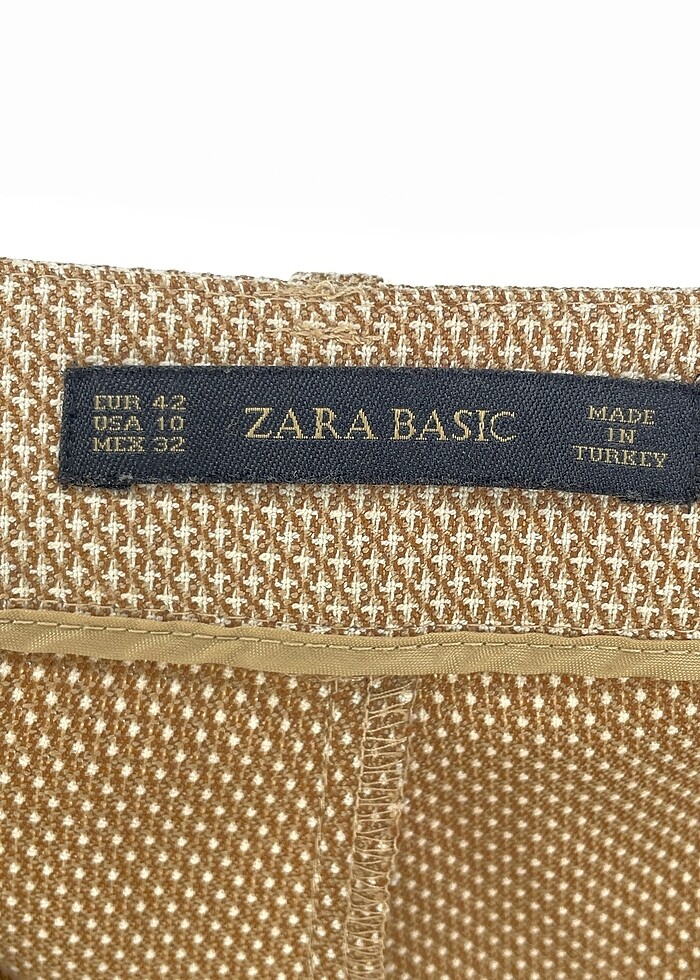 EUR 42
USA 10
MEX 32
ZARA BASIC
MADE
IN
TURKEY